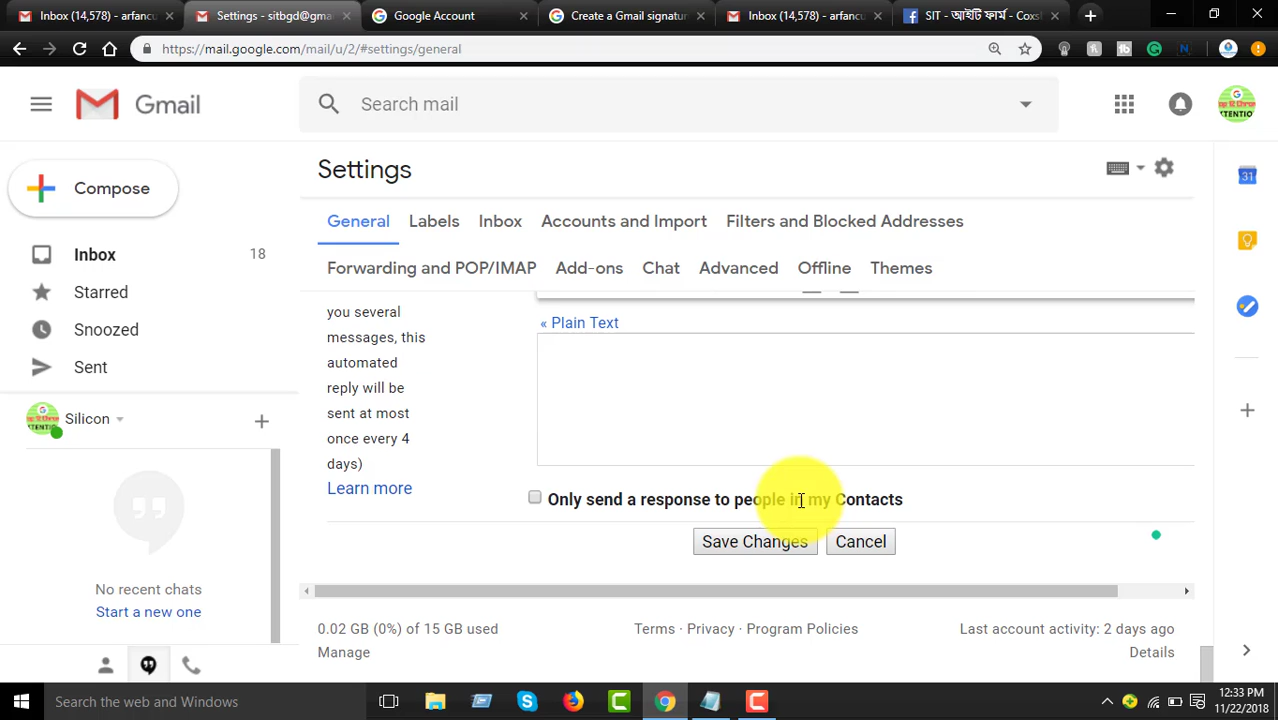 Inbox (14,578) - arfancu
Settings - sitbgd@gma
Google Account
Create a Gmail signatu
Inbox (14,578) - arfancu
SIT - আইটি ফার্ম - Coxs
https://mail.google.com/mail/u/2/#settings/general
Gmail
Search mail
Compose
Settings
General Labels Inbox Accounts and Import Filters and Blocked Addresses
Forwarding and POP/IMAP Add-ons Chat Advanced Offline Themes
Inbox 18
Starred
Snoozed
Sent
Silicon
No recent chats
Start a new one
you several
messages, this
automated
reply will be
sent at most
once every 4
days)
Learn more
« Plain Text
Only send a response to people in my Contacts
Save Changes Cancel
0.02 GB (0%) of 15 GB used
Manage
Terms · Privacy · Program Policies
Last account activity: 2 days ago
Details
31
Search the web and Windows
12:33 PM
11/22/2018